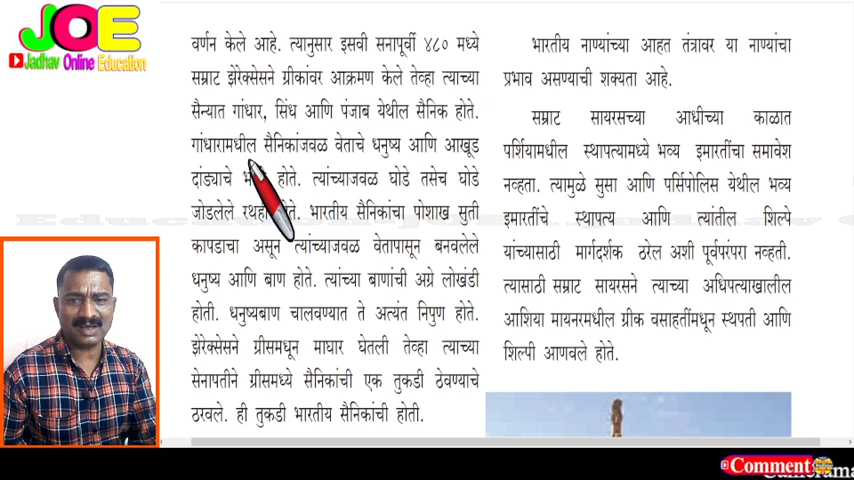 JOE
Jadhav Online Education
वर्णन केले आहे. त्यानुसार इसवी सनापूर्वी ४८० मध्ये
सम्राट झेरेक्सेसने ग्रीकांवर आक्रमण केले तेव्हा त्याच्या
सैन्यात गांधार, सिंध आणि पंजाब येथील सैनिक होते.
गांधारामधील सैनिकांजवळ वेताचे धनुष्य आणि आखूड
दांड्याचे होते. त्यांच्याजवळ घोडे तसेच घोडे
जोडलेले रथही होते. भारतीय सैनिकांचा पोशाख सुती
कापडाचा असून त्यांच्याजवळ वेतापासून बनवलेले
धनुष्य आणि बाण होते. त्यांच्या बाणांची अग्रे लोखंडी
होती. धनुष्यबाण चालवण्यात ते अत्यंत निपुण होते.
झेरेक्सेसने ग्रीसमधून माघार घेतली तेव्हा त्याच्या
सेनापतीने ग्रीसमध्ये सैनिकांची एक तुकडी ठेवण्याचे
ठरवले. ही तुकडी भारतीय सैनिकांची होती.
भारतीय नाण्यांच्या आहत तंत्रावर या नाण्यांचा
प्रभाव असण्याची शक्यता आहे.
सम्राट सायरसच्या आधीच्या काळात
पर्शियामधील स्थापत्यामध्ये भव्य इमारतींचा समावेश
नव्हता. त्यामुळे सुसा आणि पर्सिपोलिस येथील भव्य
इमारतींचे स्थापत्य आणि त्यांतील शिल्पे
यांच्यासाठी मार्गदर्शक ठरेल अशी पूर्वपरंपरा नव्हती.
त्यासाठी सम्राट सायरसने त्याच्या अधिपत्याखालील
आशिया मायनरमधील ग्रीक वसाहतींमधून स्थपती आणि
शिल्पी आणवले होते.
Comment